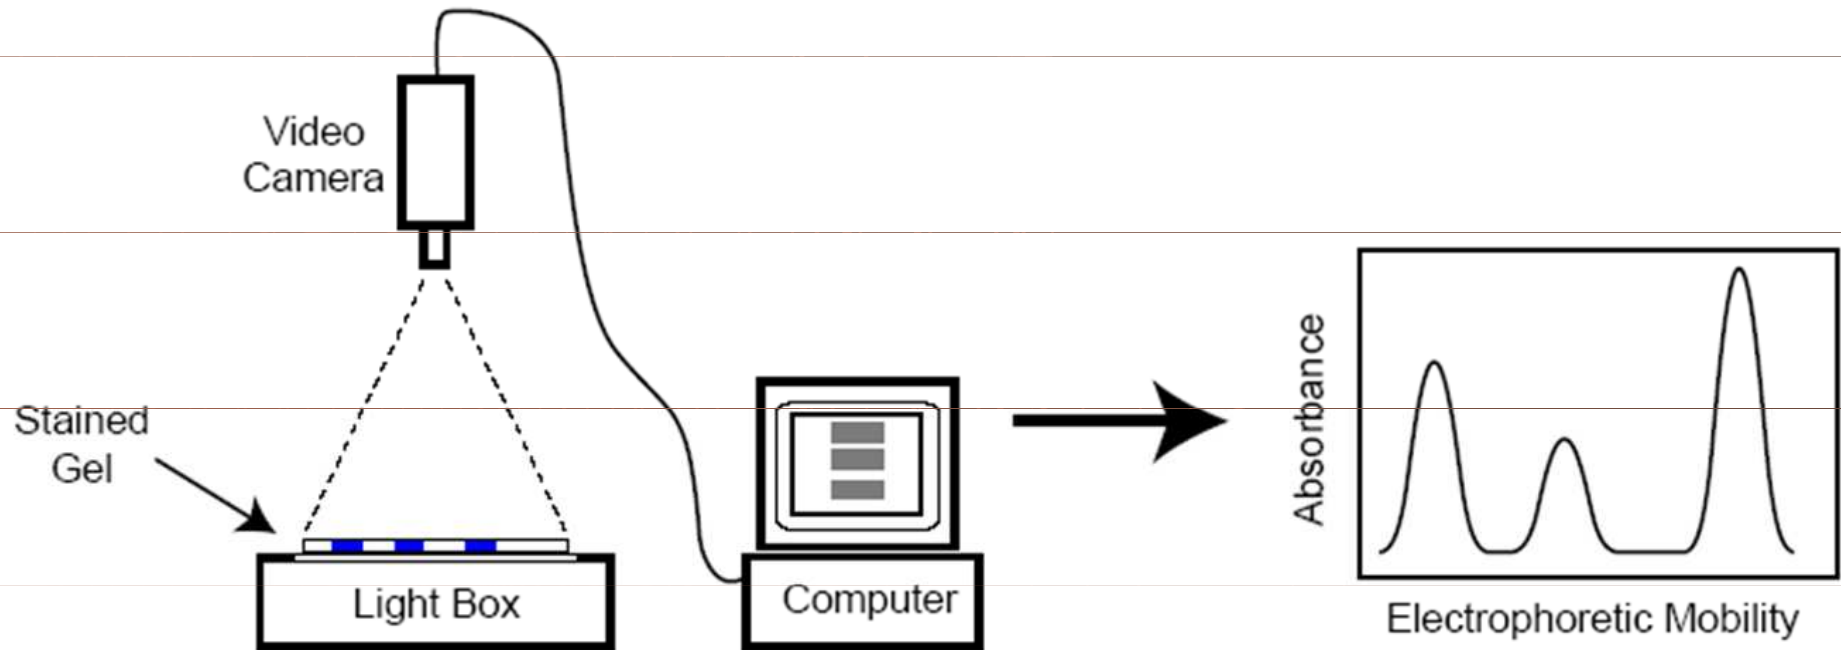 Video
Camera
Stained
Gel
Light Box
Computer
Absorbance
Electrophoretic Mobility